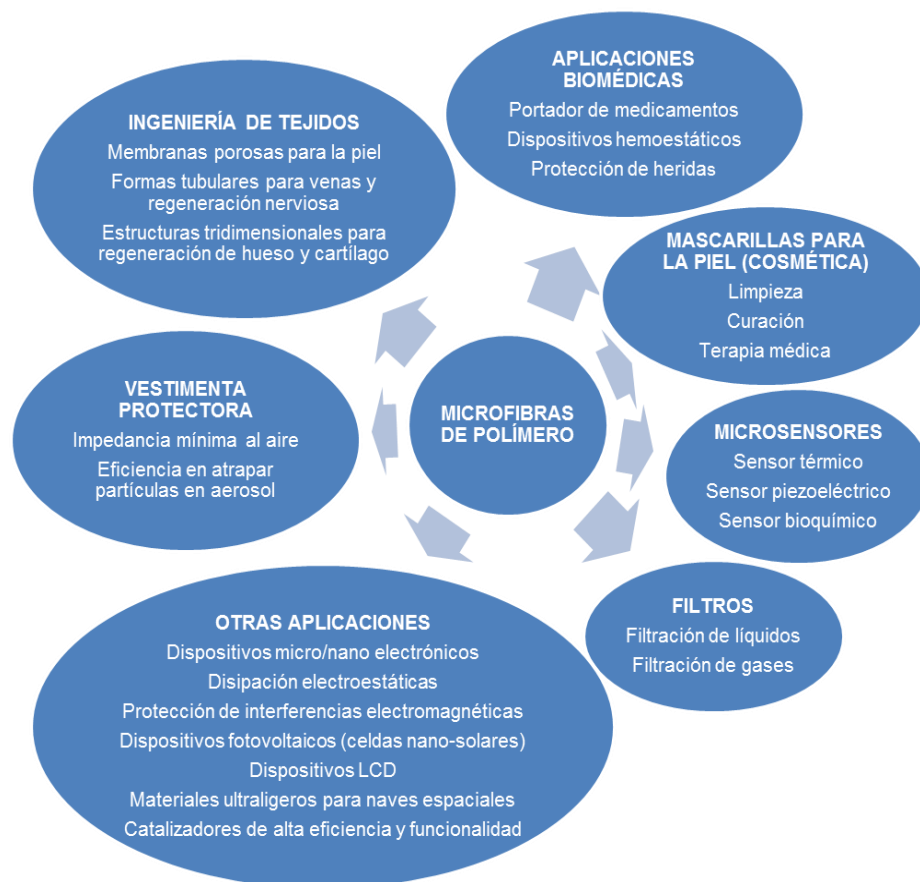 APLICACIONES
BIOMÉDICAS
Portador de medicamentos
Dispositivos hemoestáticos
Protección de heridas
INGENIERÍA DE TEJIDOS
Membranas porosas para la piel
Formas tubulares para venas y
regeneración nerviosa
Estructuras tridimensionales para
regeneración de hueso y cartílago
MASCARILLAS PARA
LA PIEL (COSMÉTICA)
Limpieza
Curación
Terapia médica
VESTIMENTA
PROTECTORA
Impedancia mínima al aire
Eficiencia en atrapar
partículas en aerosol
MICROFIBRAS
DE POLÍMERO
MICROSENSORES
Sensor térmico
Sensor piezoeléctrico
Sensor bioquímico
FILTROS
Filtración de líquidos
Filtración de gases
OTRAS APLICACIONES
Dispositivos micro/nano electrónicos
Disipación electroestáticas
Protección de interferencias electromagnéticas
Dispositivos fotovoltaicos (celdas nano-solares)
Dispositivos LCD
Materiales ultraligeros para naves espaciales
Catalizadores de alta eficiencia y funcionalidad